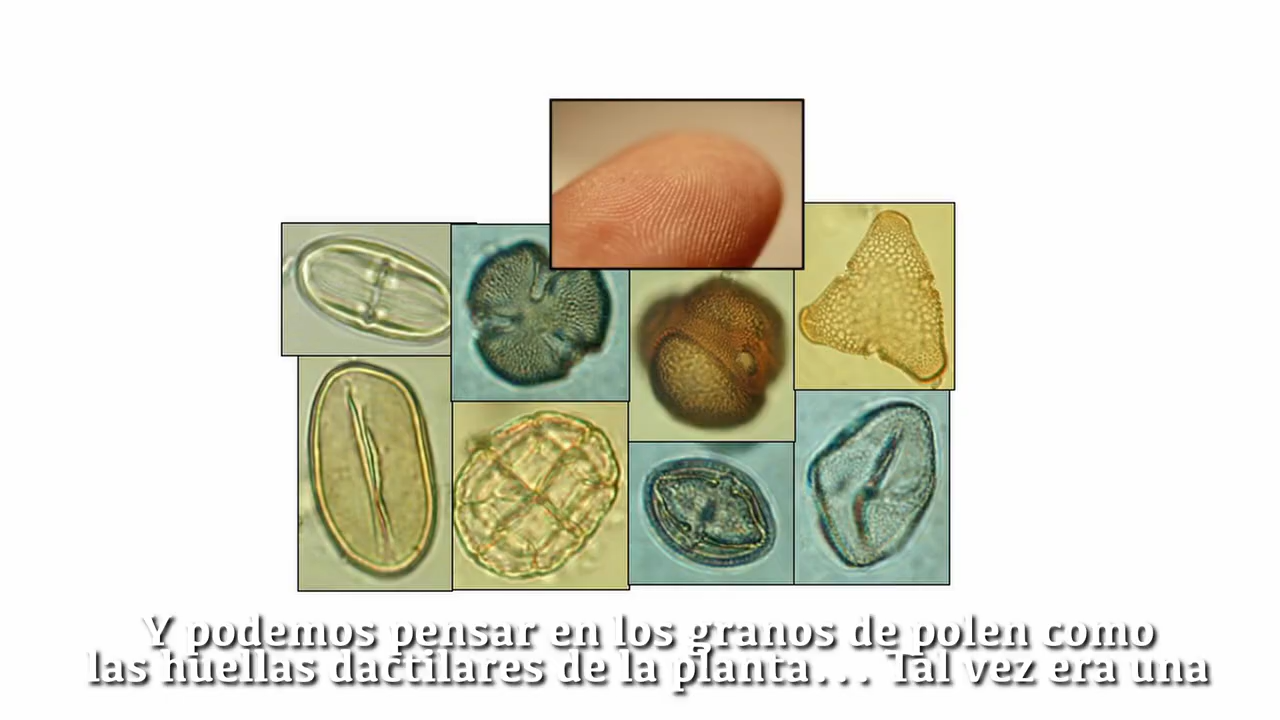 Y podemos pensar en los granos de polen como
las huellas dactilares de la planta... Tal vez era una